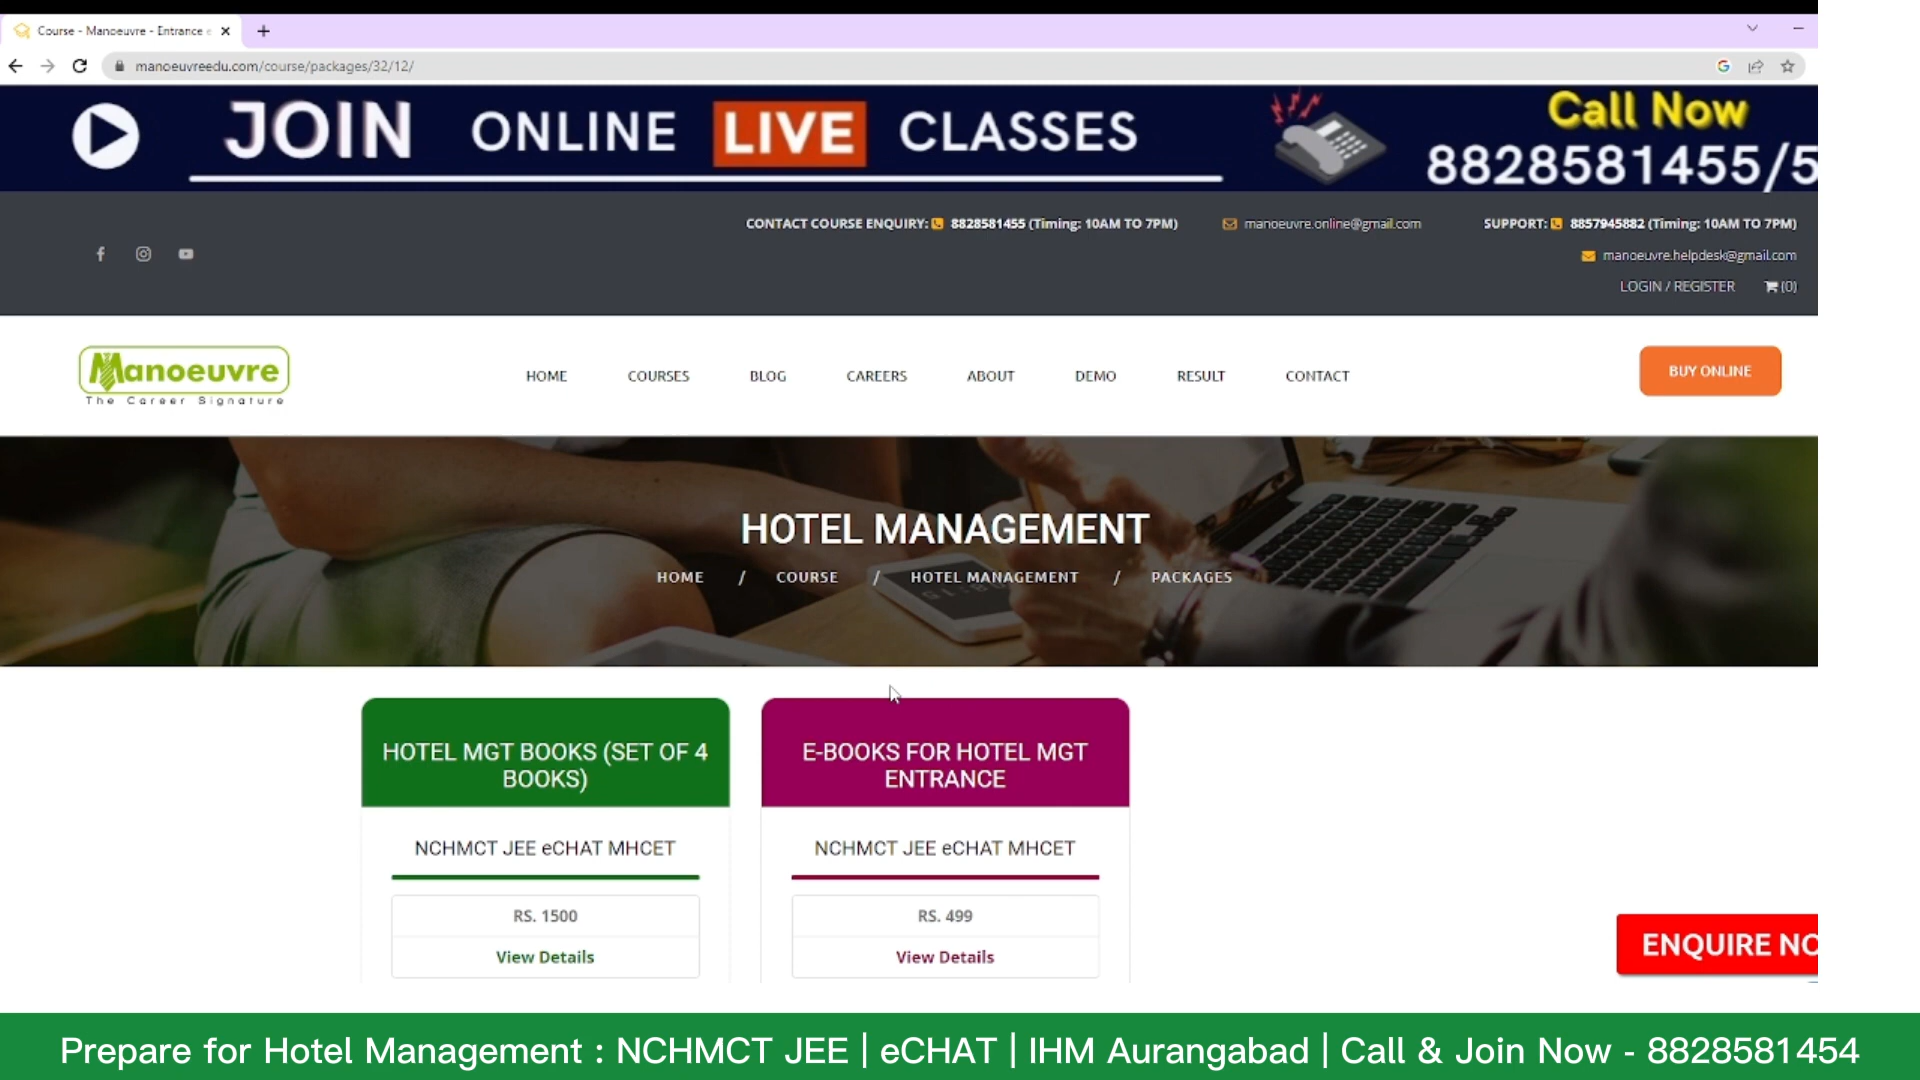 Course - Manoeuvre - Entrance e
manoeuvreedu.com/course/packages/32/12/
JOIN ONLINE LIVE CLASSES
Call Now
8828581455/5
CONTACT COURSE ENQUIRY: 8828581455 (Timing: 10AM TO 7PM)
manoeuvre.online@gmail.com
SUPPORT: 8857945882 (Timing: 10AM TO 7PM)
manoeuvre.helpdesk@gmail.com
LOGIN / REGISTER (0)
Manoeuvre
The Career Signature
HOME COURSES BLOG CAREERS ABOUT DEMO RESULT CONTACT
BUY ONLINE
HOTEL MANAGEMENT
HOME / COURSE / HOTEL MANAGEMENT / PACKAGES
HOTEL MGT BOOKS (SET OF 4
BOOKS)
NCHMCT JEE eCHAT MHCET
RS. 1500
View Details
E-BOOKS FOR HOTEL MGT
ENTRANCE
NCHMCT JEE eCHAT MHCET
RS. 499
View Details
ENQUIRE NO
Prepare for Hotel Management : NCHMCT JEE | eCHAT | IHM Aurangabad | Call & Join Now - 8828581454